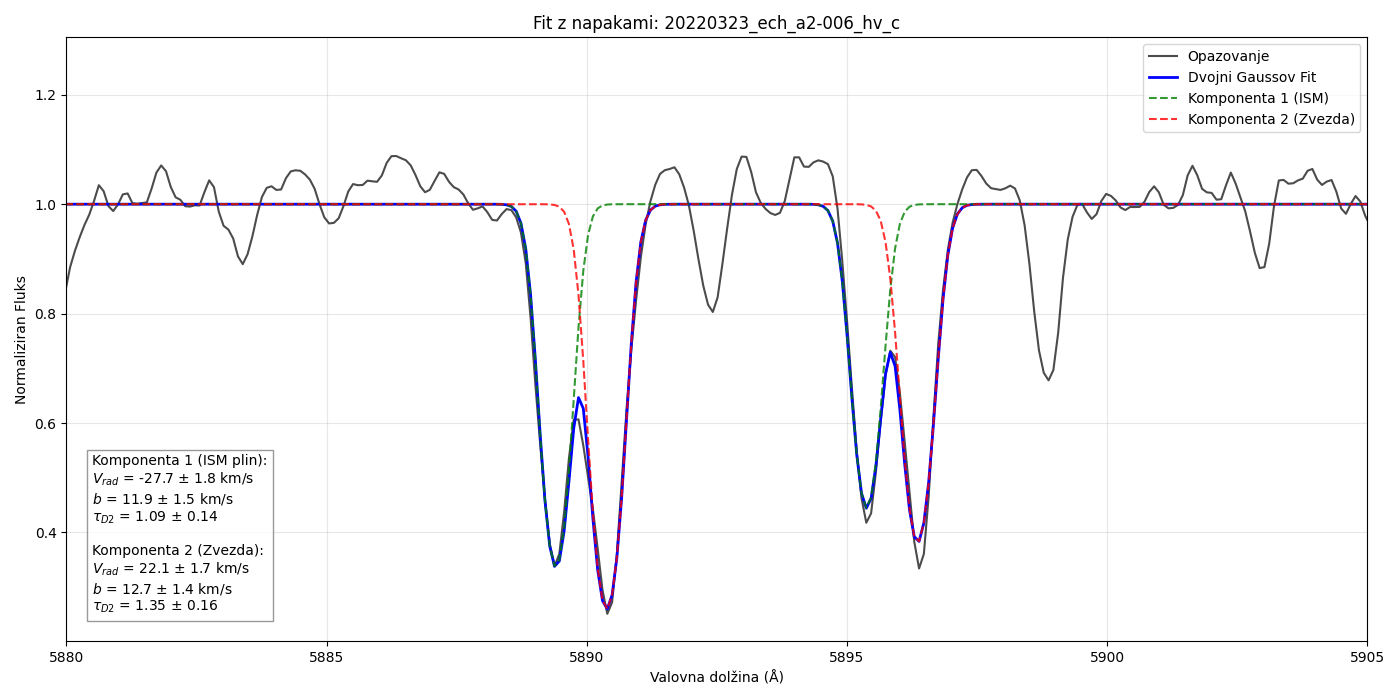 Fit z napakami: 20220323_ech_a2-006_hv_c
Normaliziran Fluks
1.2
1.0
0.8
0.6
0.4
Opazovanje
Dvojni Gaussov Fit
Komponenta 1 (ISM)
Komponenta 2 (Zvezda)
Komponenta 1 (ISM plin):
V_rad = -27.7 ± 1.8 km/s
b = 11.9 ± 1.5 km/s
τ_D2 = 1.09 ± 0.14
Komponenta 2 (Zvezda):
V_rad = 22.1 ± 1.7 km/s
b = 12.7 ± 1.4 km/s
τ_D2 = 1.35 ± 0.16
5880 5885 5890 5895 5900 5905
Valovna dolžina (Å)